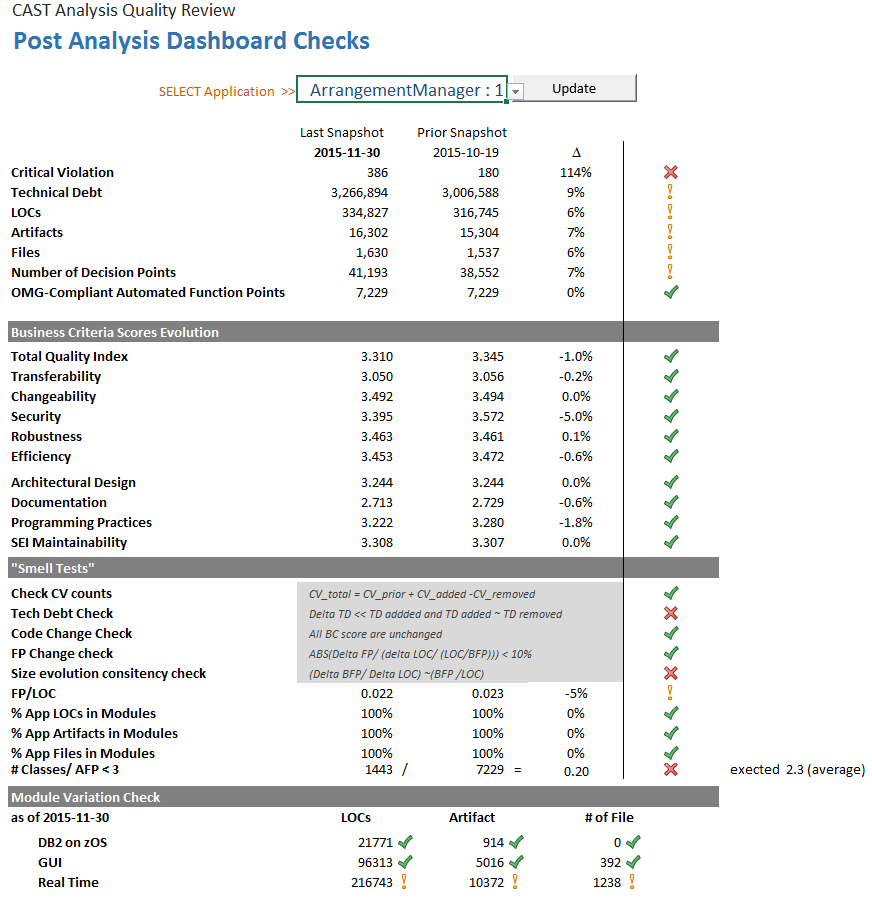 CAST Analysis Quality Review
Post Analysis Dashboard Checks
SELECT Application >> ArrangementManager : 1 Update
Last Snapshot Prior Snapshot
2015-11-30 2015-10-19 Δ
Critical Violation 386 180 114%
Technical Debt 3,266,894 3,006,588 9%
LOCs 334,827 316,745 6%
Artifacts 16,302 15,304 7%
Files 1,630 1,537 6%
Number of Decision Points 41,193 38,552 7%
OMG-Compliant Automated Function Points 7,229 7,229 0%
Business Criteria Scores Evolution
Total Quality Index 3.310 3.345 -1.0%
Transferability 3.050 3.056 -0.2%
Changeability 3.492 3.494 0.0%
Security 3.395 3.572 -5.0%
Robustness 3.463 3.461 0.1%
Efficiency 3.453 3.472 -0.6%
Architectural Design 3.244 3.244 0.0%
Documentation 2.713 2.729 -0.6%
Programming Practices 3.222 3.280 -1.8%
SEI Maintainability 3.308 3.307 0.0%
"Smell Tests"
Check CV counts CV_total = CV_prior + CV_added -CV_removed
Tech Debt Check Delta TD << TD addded and TD added ~ TD removed
Code Change Check All BC score are unchanged
FP Change check ABS(Delta FP/ (delta LOC/ (LOC/BFP))) < 10%
Size evolution consitency check (Delta BFP/ Delta LOC) ~(BFP /LOC)
FP/LOC 0.022 0.023 -5%
% App LOCs in Modules 100% 100% 0%
% App Artifacts in Modules 100% 100% 0%
% App Files in Modules 100% 100% 0%
# Classes/ AFP < 3 1443 / 7229 = 0.20 exected 2.3 (average)
Module Variation Check
as of 2015-11-30 LOCs Artifact # of File
DB2 on zOS 21771 914 0
GUI 96313 5016 392
Real Time 216743 10372 1238